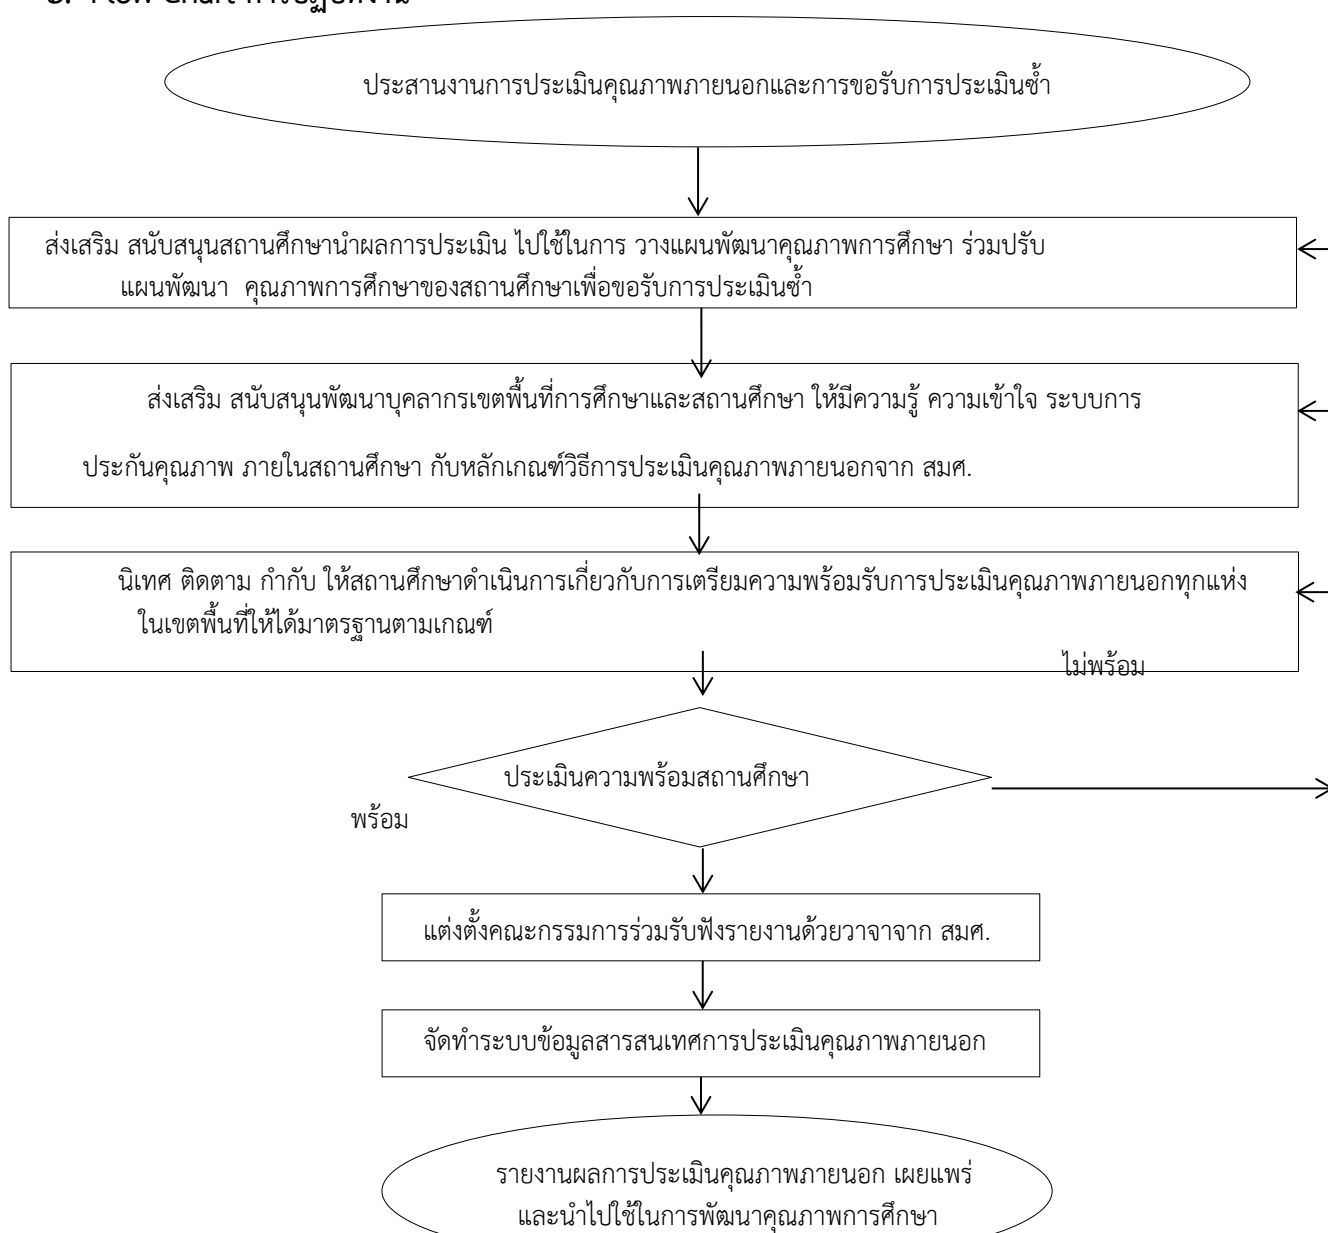 Flow Chart การปฏิบัติงาน
ประสานงานการประเมินคุณภาพภายนอกและการขอรับการประเมินซ้ำ
ส่งเสริม สนับสนุนสถานศึกษานำผลการประเมิน ไปใช้ในการ วางแผนพัฒนาคุณภาพการศึกษา ร่วมปรับ
แผนพัฒนา คุณภาพการศึกษาของสถานศึกษาเพื่อขอรับการประเมินซ้ำ
ส่งเสริม สนับสนุนพัฒนาบุคลากรเขตพื้นที่การศึกษาและสถานศึกษา ให้มีความรู้ ความเข้าใจ ระบบการ
ประกันคุณภาพ ภายในสถานศึกษา กับหลักเกณฑ์วิธีการประเมินคุณภาพภายนอกจาก สมศ.
นิเทศ ติดตาม กำกับ ให้สถานศึกษาดำเนินการเกี่ยวกับการเตรียมความพร้อมรับการประเมินคุณภาพภายนอกทุกแห่ง
ในเขตพื้นที่ให้ได้มาตรฐานตามเกณฑ์
ไม่พร้อม
ประเมินความพร้อมสถานศึกษา
พร้อม
แต่งตั้งคณะกรรมการร่วมรับฟังรายงานด้วยวาจาจาก สมศ.
จัดทำระบบข้อมูลสารสนเทศการประเมินคุณภาพภายนอก
รายงานผลการประเมินคุณภาพภายนอก เผยแพร่
และนำไปใช้ในการพัฒนาคุณภาพการศึกษา